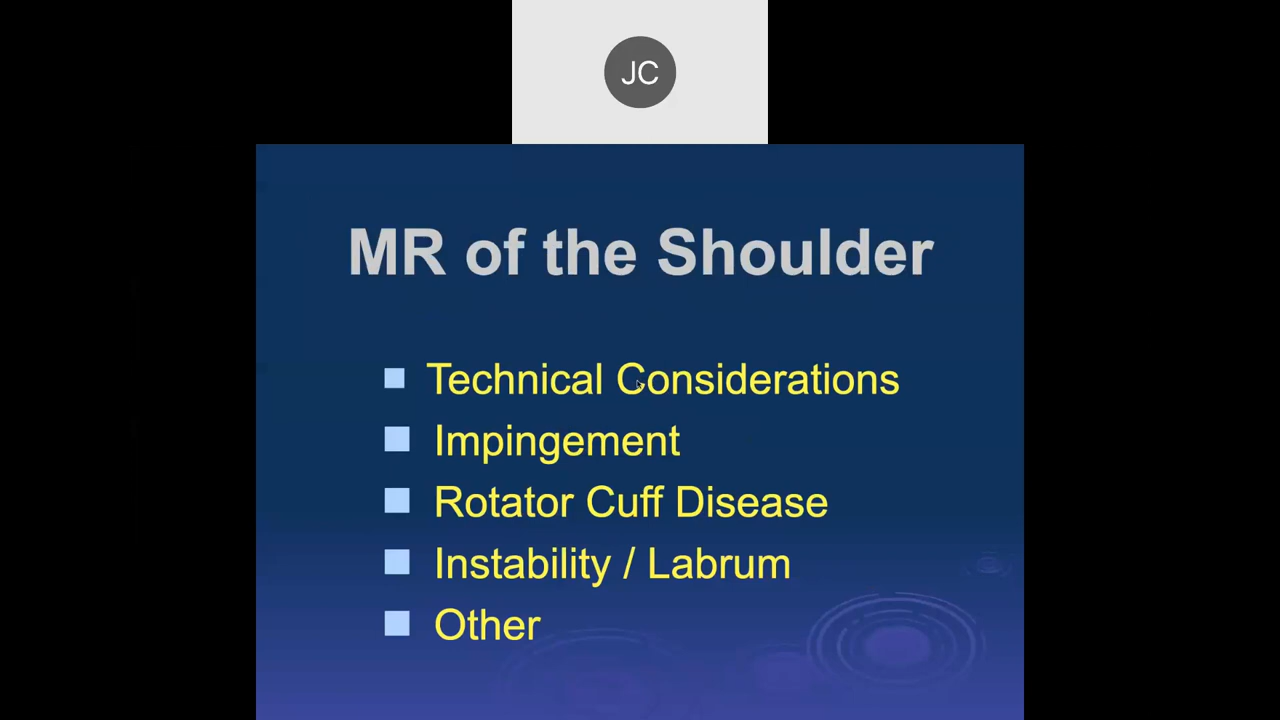 JC
MR of the Shoulder
Technical Considerations
Impingement
Rotator Cuff Disease
Instability / Labrum
Other